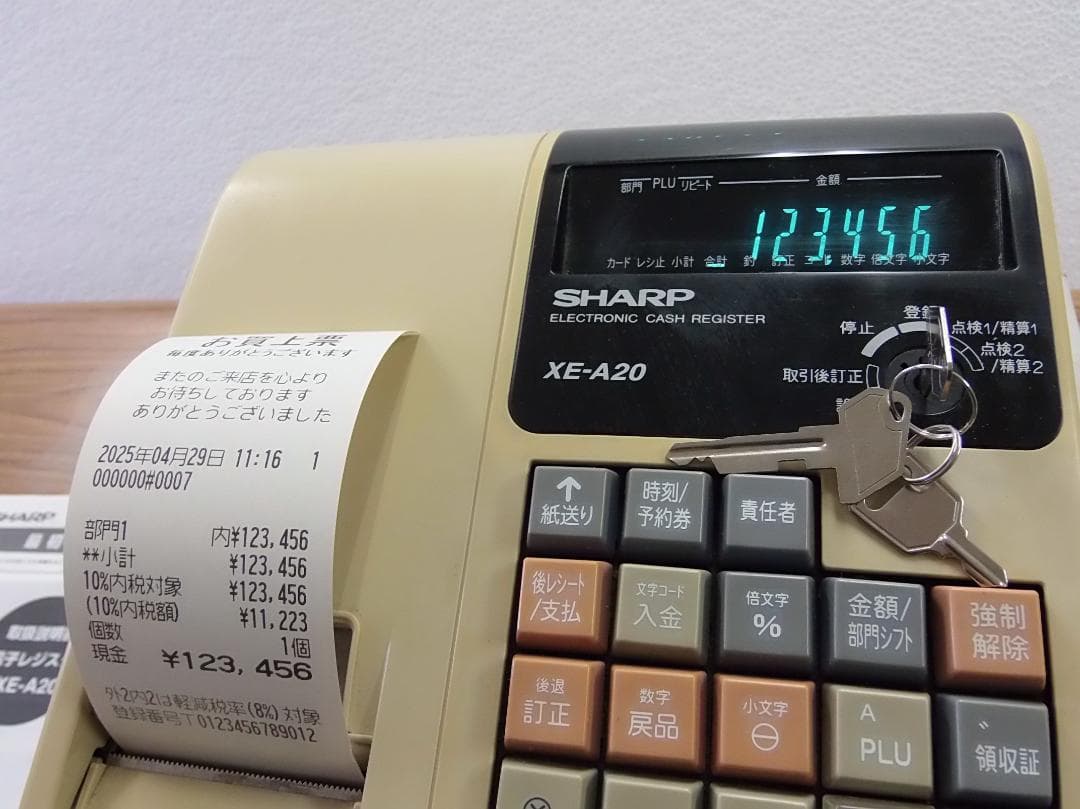 お買上票
毎度ありがとうございます
またのご来店を心より
お待ちしております
ありがとうございました
2025年04月29日 11:16 1
000000#0007
部門1 内¥123,456
**小計 ¥123,456
10%内税対象 ¥123,456
(10%内税額) ¥11,223
個数 1個
現金 ¥123,456
外2内2は軽減税率(8%)対象
登録番号T0123456789012
部門 PLU リピート 金額
123456
カード レシ止 小計 合計 釣 訂正 コード 数字 倍文字 小文字
SHARP
ELECTRONIC CASH REGISTER
XE-A20
登録
停止
点検1/精算1
点検2
/精算2
取引後訂正
↑
紙送り
時刻/
予約券
責任者
後レシート
/支払
文字コード
入金
倍文字
%
金額/
部門シフト
強制
解除
後退
訂正
数字
戻品
小文字
⊖
A
PLU
゛
領収証
⊗
SHARP
XE-A20